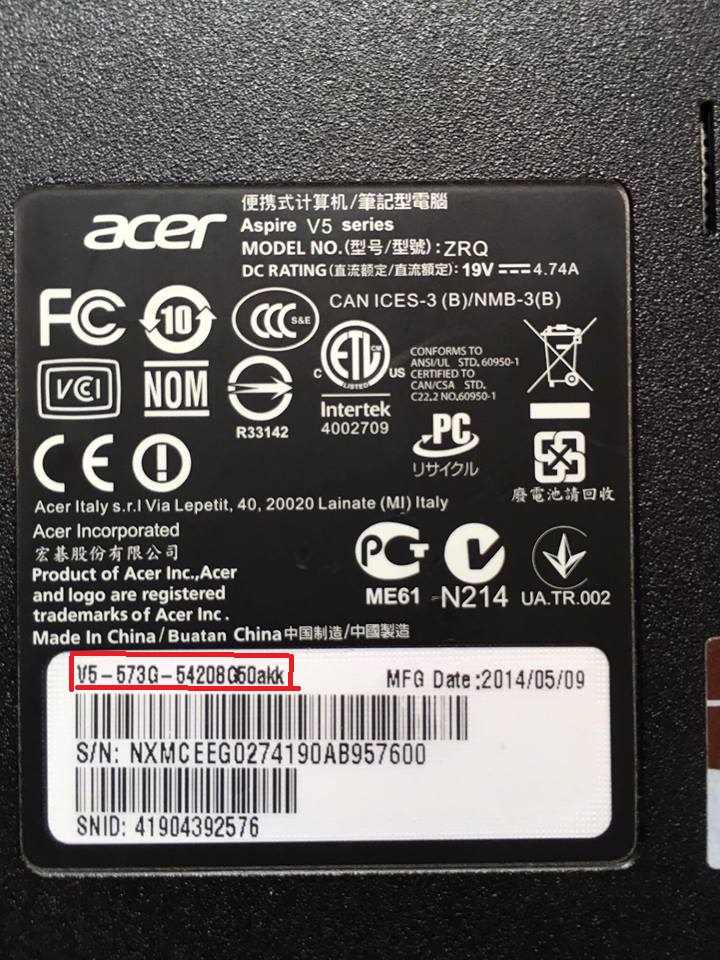 acer
便携式计算机/筆記型電腦
Aspire V5 series
MODEL NO.(型号/型號):ZRQ
DC RATING(直流额定/直流額定): 19V 4.74A
CAN ICES-3 (B)/NMB-3(B)
FC
10
CCC S&E
C ETL CM LISTED US
Intertek
4002709
CONFORMS TO
ANSI/UL STD. 60950-1
CERTIFIED TO
CAN/CSA STD.
C22.2 NO.60950-1
VCI
NOM
R33142
PC
リサイクル
CE
廢電池請回收
Acer Italy s.r.l Via Lepetit, 40, 20020 Lainate (MI) Italy
Acer Incorporated
宏碁股份有限公司
Product of Acer Inc.,Acer
and logo are registered
trademarks of Acer Inc.
Made In China/Buatan China中国制造/中國製造
PCT
ME61
N214
UA.TR.002
V5-573G-54208G50akk
MFG Date:2014/05/09
S/N: NXMCEEG0274190AB957600
SNID: 41904392576